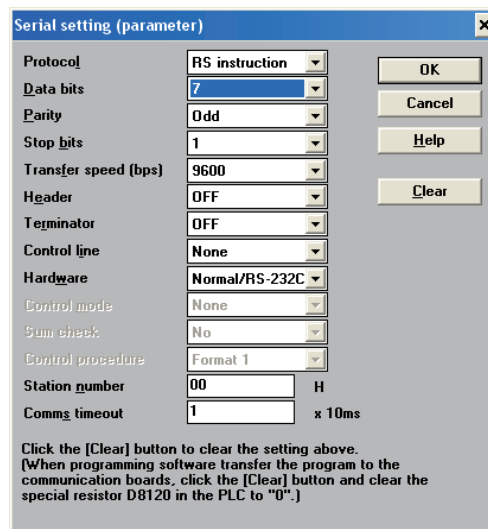 Serial setting (parameter)
Protocol RS instruction
Data bits 7
Parity Odd
Stop bits 1
Transfer speed (bps) 9600
Header OFF
Terminator OFF
Control line None
Hardware Normal/RS-232C
Control mode None
Sum check No
Control procedure Format 1
Station number 00 H
Comms timeout 1 x 10ms
OK
Cancel
Help
Clear
Click the [Clear] button to clear the setting above.
(When programming software transfer the program to the
communication boards, click the [Clear] button and clear the
special resistor D8120 in the PLC to "0".)